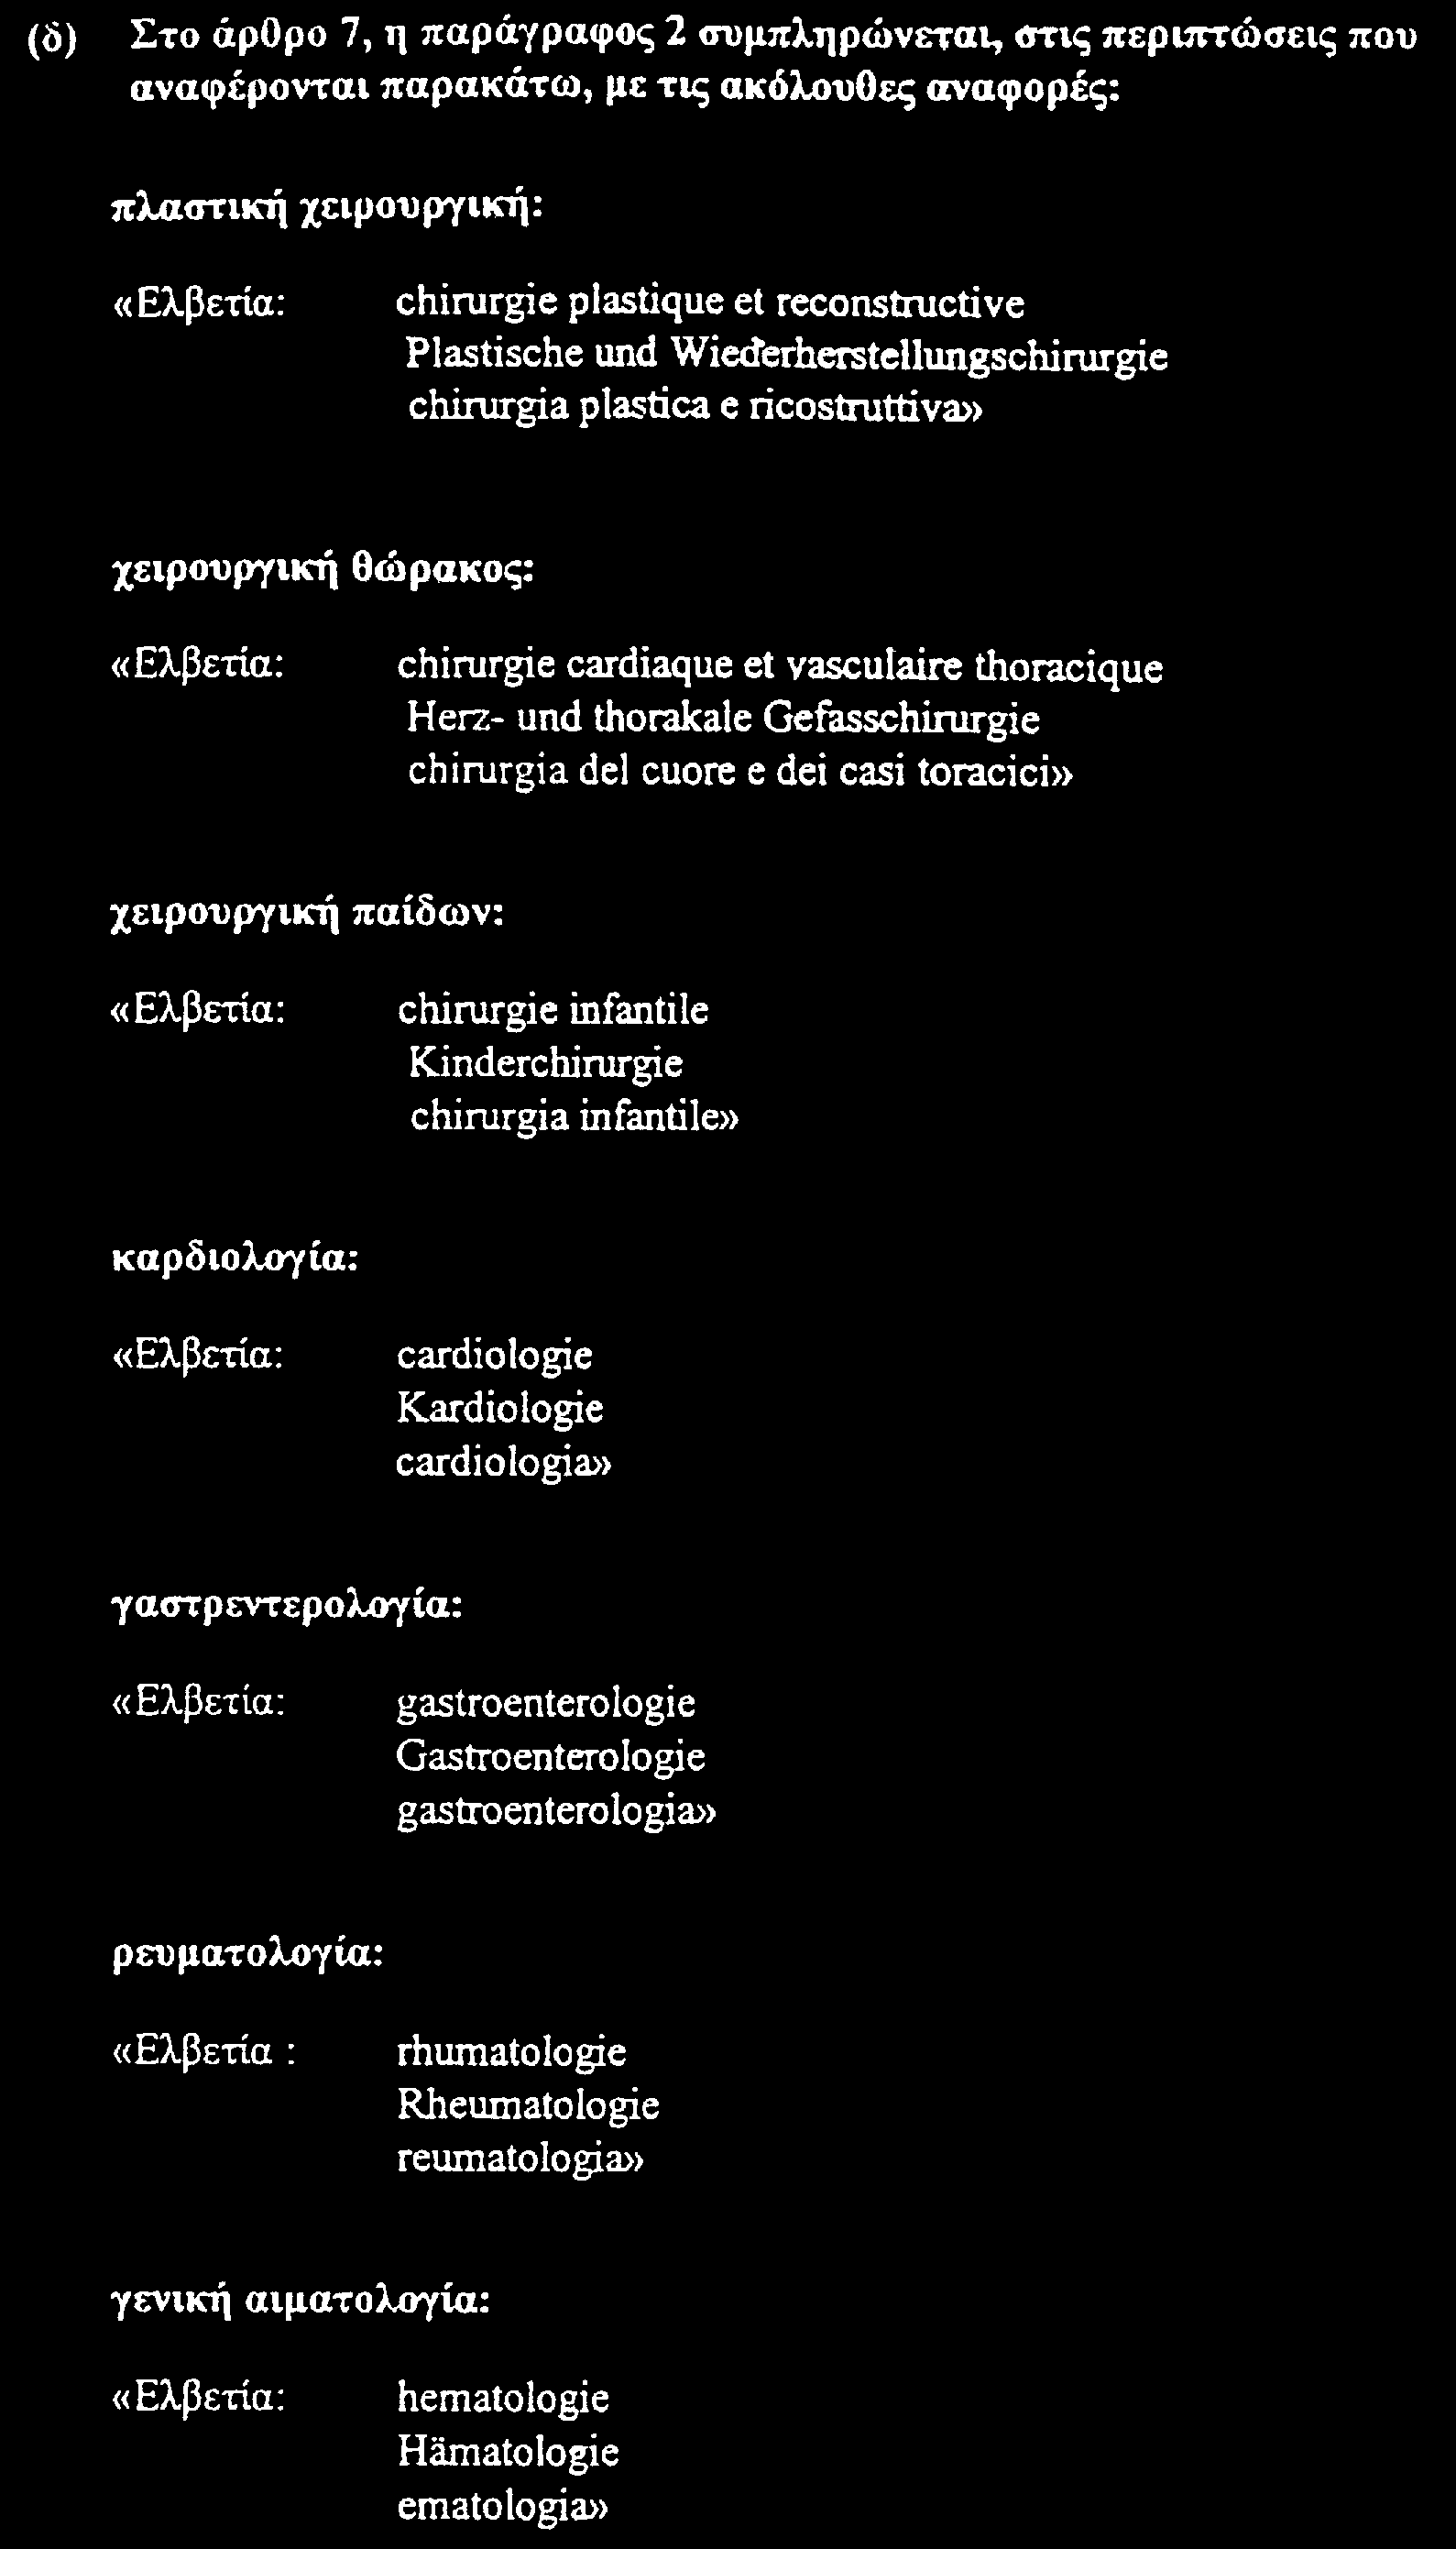 (δ) Στο άρθρο 7, η παράγραφος 2 συμπληρώνεται, στις περιπτώσεις που
αναφέρονται παρακάτω, με τις ακόλουθες αναφορές:
πλαστική χειρουργική:
«Ελβετία: chirurgie plastique et reconstructive
Plastische und Wiederherstellungschirurgie
chirurgia plastica e ricostruttiva»
χειρουργική θώρακος:
«Ελβετία: chirurgie cardiaque et vasculaire thoracique
Herz- und thorakale Gefasschirurgie
chirurgia del cuore e dei casi toracici»
χειρουργική παίδων:
«Ελβετία: chirurgie infantile
Kinderchirurgie
chirurgia infantile»
καρδιολογία:
«Ελβετία: cardiologie
Kardiologie
cardiologia»
γαστρεντερολογία:
«Ελβετία: gastroenterologie
Gastroenterologie
gastroenterologia»
ρευματολογία:
«Ελβετία : rhumatologie
Rheumatologie
reumatologia»
γενική αιματολογία:
«Ελβετία: hematologie
Hämatologie
ematologia»